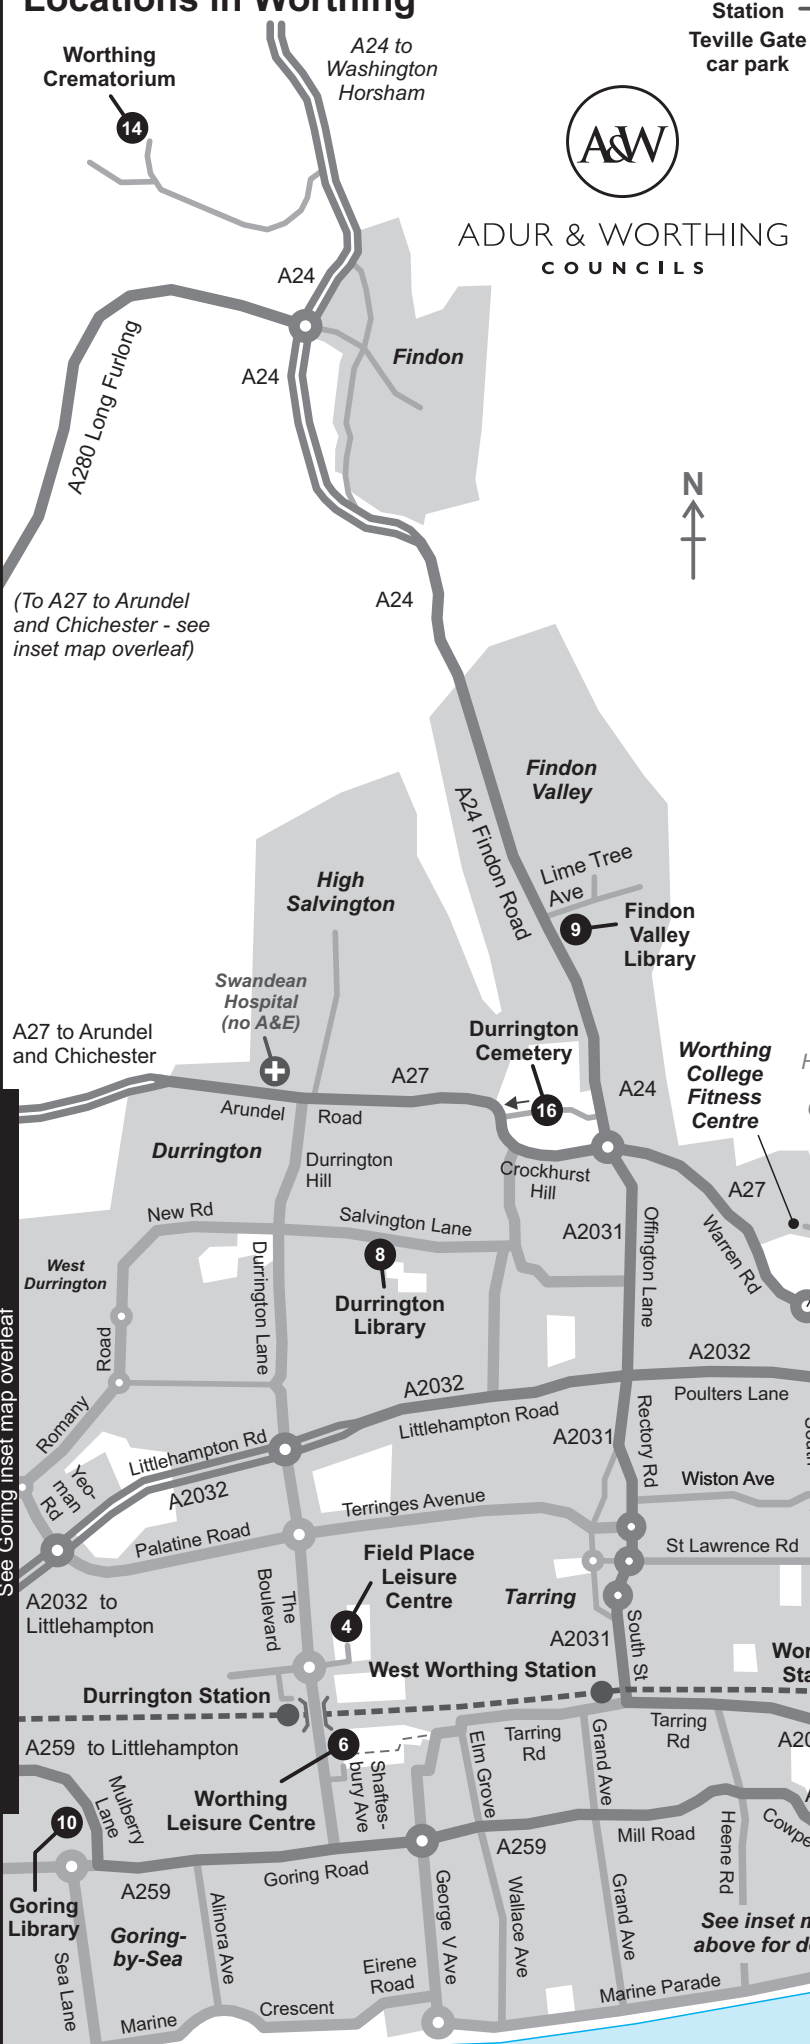 Locations in Worthing
Station
Teville Gate
car park
Worthing
Crematorium
14
A24 to
Washington
Horsham
A&W
ADUR & WORTHING
COUNCILS
A24
A24
Findon
A280 Long Furlong
N
(To A27 to Arundel
and Chichester - see
inset map overleaf)
A24
Findon
Valley
A24 Findon Road
Lime Tree
Ave
9
Findon
Valley
Library
High
Salvington
Swandean
Hospital
(no A&E)
A27 to Arundel
and Chichester
Durrington
Cemetery
16
A27
A24
Worthing
College
Fitness
Centre
Arundel
Road
Durrington
Durrington
Hill
Crockhurst
Hill
A27
Warren Rd
New Rd
Salvington Lane
A2031
Offington Lane
West
Durrington
Durrington Lane
8
Durrington
Library
Romany
Road
A2032
A2032
Poulters Lane
Littlehampton Rd
Littlehampton Road
A2031
Rectory Rd
Yeo-
man
Rd
A2032
Wiston Ave
Terringes Avenue
Palatine Road
St Lawrence Rd
See Goring inset map overleaf
A2032 to
Littlehampton
The
Boulevard
Field Place
Leisure
Centre
4
Tarring
A2031
South St
West Worthing Station
Durrington Station
A259 to Littlehampton
6
Worthing
Leisure Centre
Shaftes-
bury Ave
Elm Grove
Tarring
Rd
Grand Ave
Tarring
Rd
Mulberry
Lane
10
Goring
Library
A259
Goring Road
A259
Mill Road
Heene Rd
Goring-
by-Sea
Alinora Ave
Sea Lane
George V Ave
Wallace Ave
Grand Ave
Eirene
Road
Marine
Crescent
Marine Parade
See inset
above for